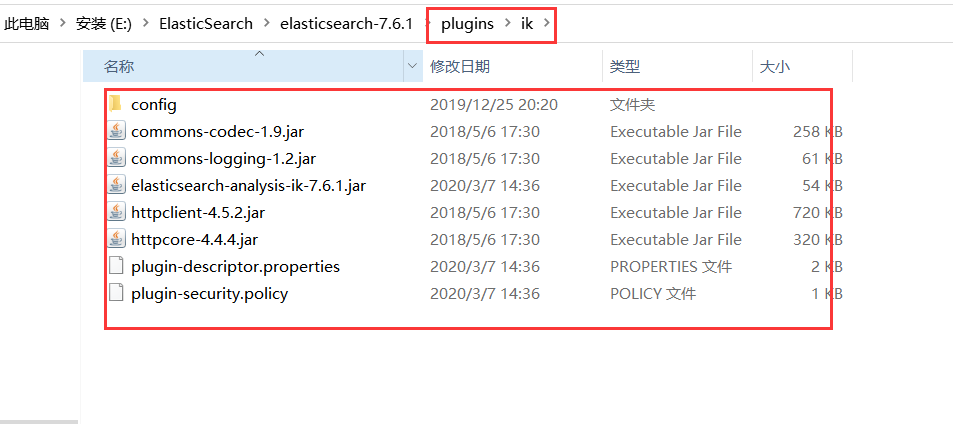 此电脑 > 安装 (E:) > ElasticSearch > elasticsearch-7.6.1 > plugins > ik >
名称 修改日期 类型 大小
config 2019/12/25 20:20 文件夹
commons-codec-1.9.jar 2018/5/6 17:30 Executable Jar File 258 KB
commons-logging-1.2.jar 2018/5/6 17:30 Executable Jar File 61 KB
elasticsearch-analysis-ik-7.6.1.jar 2020/3/7 14:36 Executable Jar File 54 KB
httpclient-4.5.2.jar 2018/5/6 17:30 Executable Jar File 720 KB
httpcore-4.4.4.jar 2018/5/6 17:30 Executable Jar File 320 KB
plugin-descriptor.properties 2020/3/7 14:36 PROPERTIES 文件 2 KB
plugin-security.policy 2020/3/7 14:36 POLICY 文件 1 KB